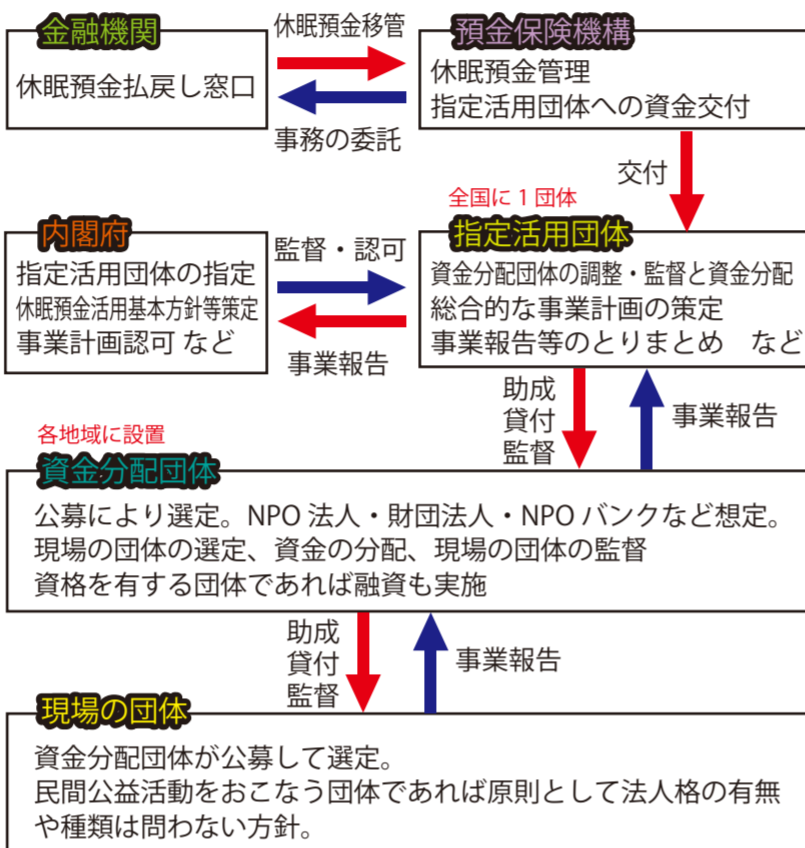 金融機関
休眠預金払戻し窓口
休眠預金移管
事務の委託
預金保険機構
休眠預金管理
指定活用団体への資金交付
交付
内閣府
指定活用団体の指定
休眠預金活用基本方針等策定
事業計画認可 など
監督・認可
事業報告
全国に1団体
指定活用団体
資金分配団体の調整・監督と資金分配
総合的な事業計画の策定
事業報告等のとりまとめ　など
助成
貸付
監督
事業報告
各地域に設置
資金分配団体
公募により選定。NPO 法人・財団法人・NPO バンクなど想定。
現場の団体の選定、資金の分配、現場の団体の監督
資格を有する団体であれば融資も実施
助成
貸付
監督
事業報告
現場の団体
資金分配団体が公募して選定。
民間公益活動をおこなう団体であれば原則として法人格の有無
や種類は問わない方針。